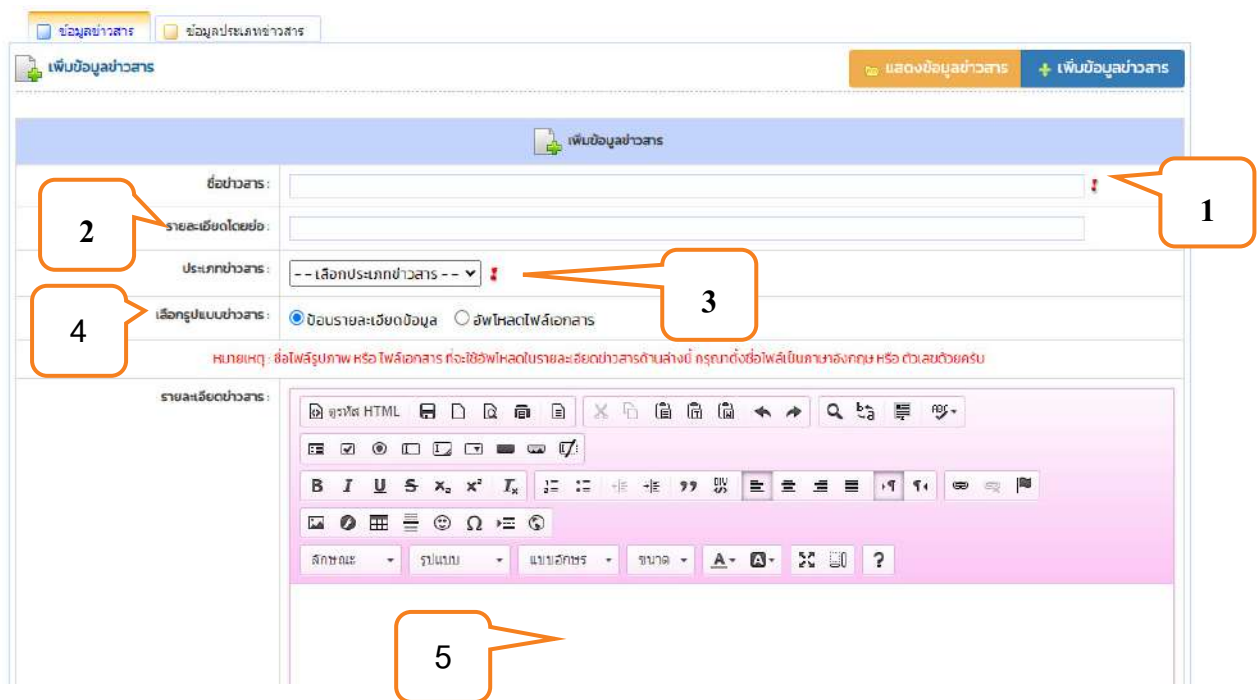 ข้อมูลข่าวสาร ข้อมูลประเภทข่าวสาร
เพิ่มข้อมูลข่าวสาร แสดงข้อมูลข่าวสาร เพิ่มข้อมูลข่าวสาร
เพิ่มข้อมูลข่าวสาร
ชื่อข่าวสาร :
1
2
รายละเอียดโดยย่อ :
ประเภทข่าวสาร : - - เลือกประเภทข่าวสาร - -
3
4
เลือกรูปแบบข่าวสาร : ป้อนรายละเอียดข้อมูล อัพโหลดไฟล์เอกสาร
หมายเหตุ : ชื่อไฟล์รูปภาพ หรือ ไฟล์เอกสาร ที่จะใช้อัพโหลดในรายละเอียดข่าวสารด้านล่างนี้ กรุณาตั้งชื่อไฟล์เป็นภาษาอังกฤษ หรือ ตัวเลขด้วยครับ
รายละเอียดข่าวสาร :
ดูรหัส HTML
B I U S x₂ x² Tx
ลักษณะ รูปแบบ แบบอักษร ขนาด A A ?
5